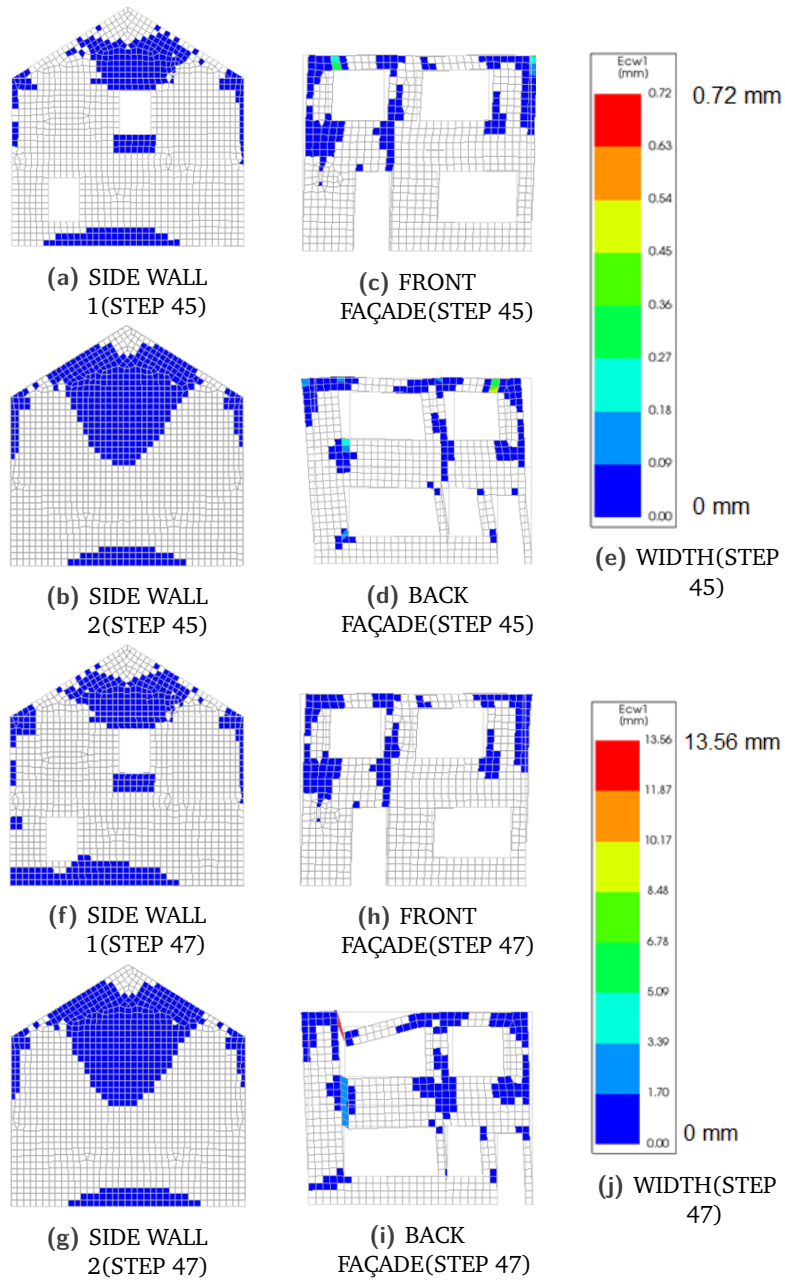 (a) SIDE WALL
1(STEP 45)
(c) FRONT
FAÇADE(STEP 45)
(b) SIDE WALL
2(STEP 45)
(d) BACK
FAÇADE(STEP 45)
Ecw1
(mm)
0.72
0.63
0.54
0.45
0.36
0.27
0.18
0.09
0.00
0.72 mm
0 mm
(e) WIDTH(STEP
45)
(f) SIDE WALL
1(STEP 47)
(h) FRONT
FAÇADE(STEP 47)
(g) SIDE WALL
2(STEP 47)
(i) BACK
FAÇADE(STEP 47)
Ecw1
(mm)
13.56
11.87
10.17
8.48
6.78
5.09
3.39
1.70
0.00
13.56 mm
0 mm
(j) WIDTH(STEP
47)